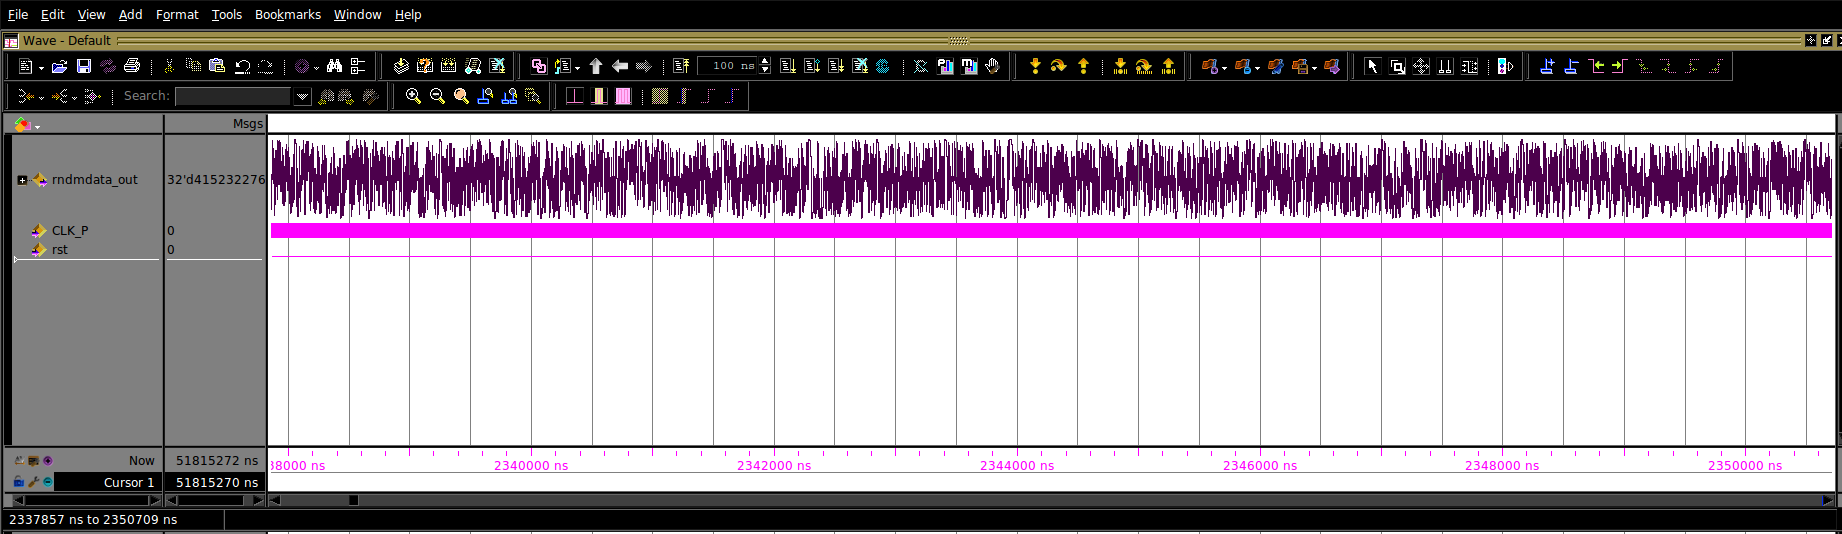 File Edit View Add Format Tools Bookmarks Window Help
Wave - Default
100 ns
Search:
Msgs
rndmdata_out 32'd415232276
CLK_P 0
rst 0
Now 51815272 ns
38000 ns 2340000 ns 2342000 ns 2344000 ns 2346000 ns 2348000 ns 2350000 ns
Cursor 1 51815270 ns
2337857 ns to 2350709 ns